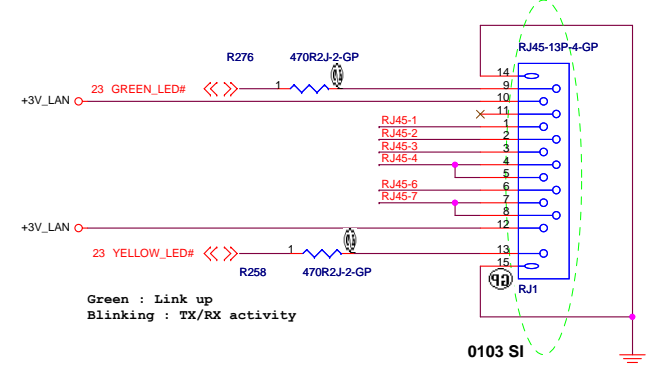 RJ45-13P-4-GP
R276 470R2J-2-GP
14
23 GREEN_LED# 1 9
+3V_LAN 10
11
RJ45-1 1
RJ45-2 2
RJ45-3 3
RJ45-4 4
5
RJ45-6 6
RJ45-7 7
8
+3V_LAN 12
23 YELLOW_LED# 1 13
15
R258 470R2J-2-GP
GP
RJ1
Green : Link up
Blinking : TX/RX activity
0103 SI